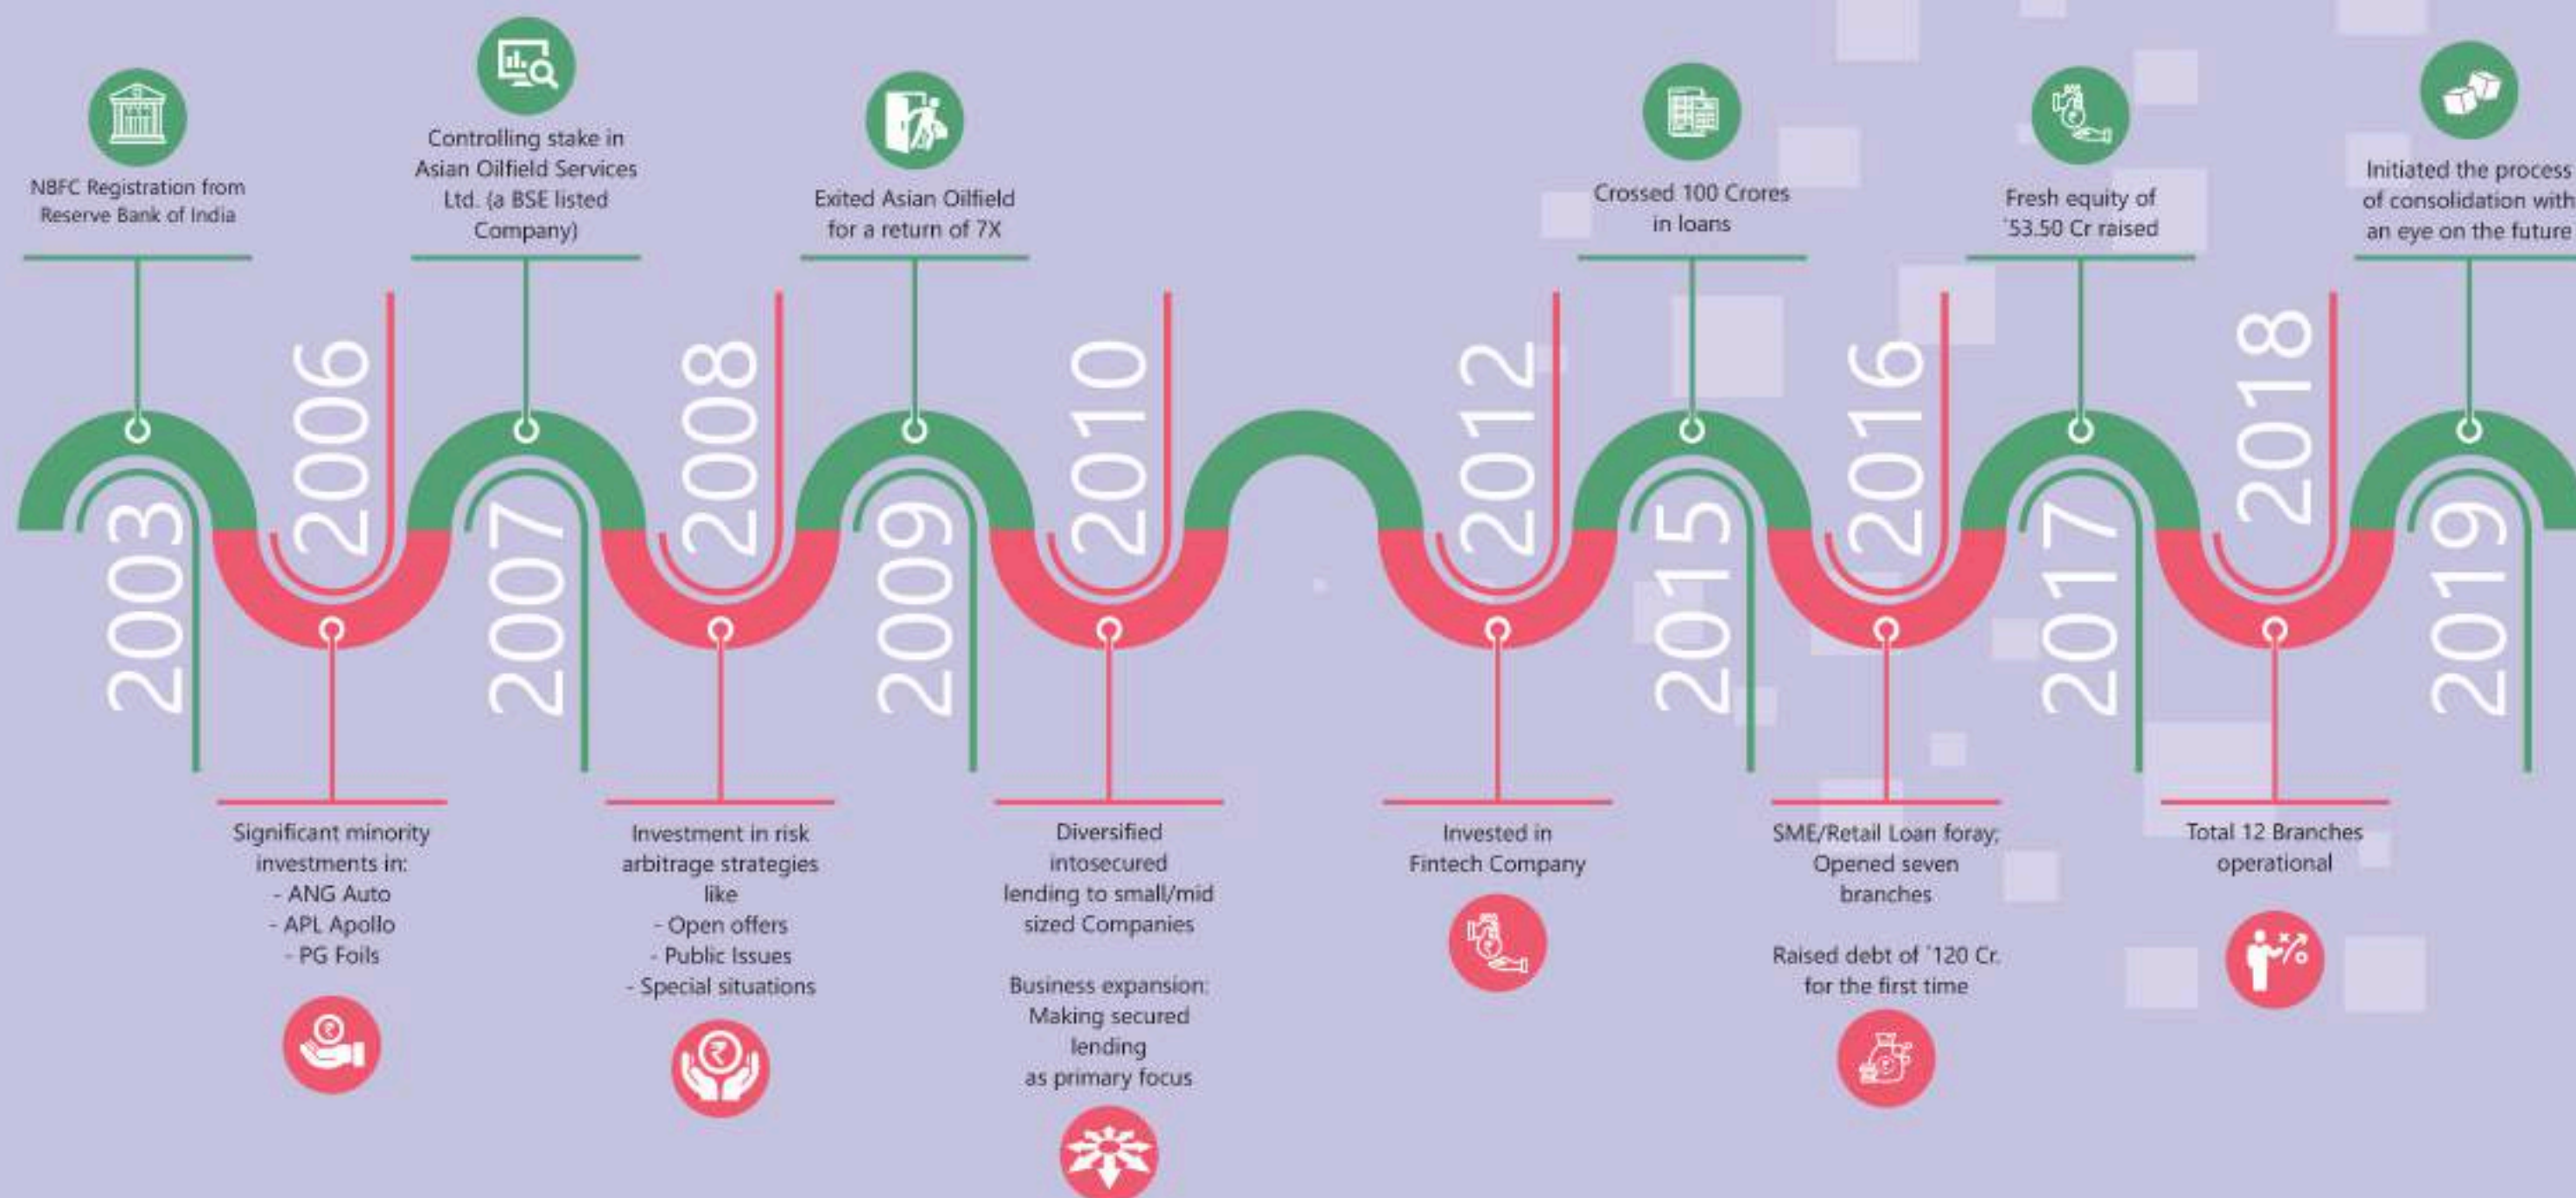 NBFC Registration from
Reserve Bank of India
2003
2006
Significant minority
investments in:
- ANG Auto
- APL Apollo
- PG Foils
Controlling stake in
Asian Oilfield Services
Ltd. (a BSE listed
Company)
2007
2008
Investment in risk
arbitrage strategies
like
- Open offers
- Public Issues
- Special situations
Exited Asian Oilfield
for a return of 7X
2009
2010
Diversified
intosecured
lending to small/mid
sized Companies
Business expansion:
Making secured
lending
as primary focus
2012
Invested in
Fintech Company
Crossed 100 Crores
in loans
2015
2016
SME/Retail Loan foray;
Opened seven
branches
Raised debt of `120 Cr.
for the first time
Fresh equity of
`53.50 Cr raised
2017
2018
Total 12 Branches
operational
Initiated the process
of consolidation with
an eye on the future
2019